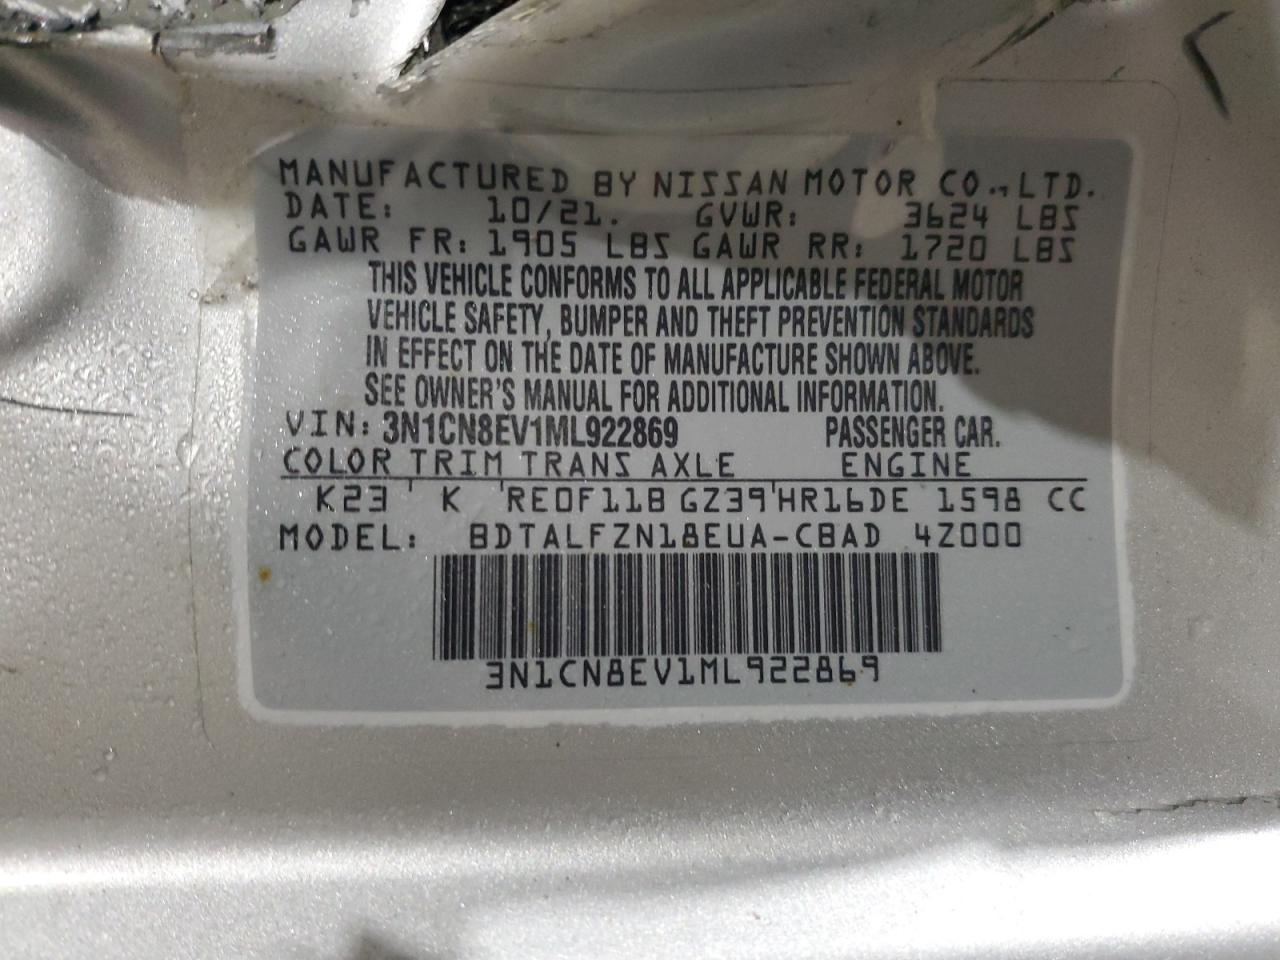 MANUFACTURED BY NISSAN MOTOR CO., LTD.
DATE: 10/21. GVWR: 3624 LBS
GAWR FR: 1905 LBS GAWR RR: 1720 LBS
THIS VEHICLE CONFORMS TO ALL APPLICABLE FEDERAL MOTOR
VEHICLE SAFETY, BUMPER AND THEFT PREVENTION STANDARDS
IN EFFECT ON THE DATE OF MANUFACTURE SHOWN ABOVE.
SEE OWNER'S MANUAL FOR ADDITIONAL INFORMATION.
VIN: 3N1CN8EV1ML922869 PASSENGER CAR.
COLOR TRIM TRANS AXLE ENGINE
K23 K RE0F11B GZ39 HR16DE 1598 CC
MODEL: BDTALFZN18EUA-CBAD 4Z000
3N1CN8EV1ML922869